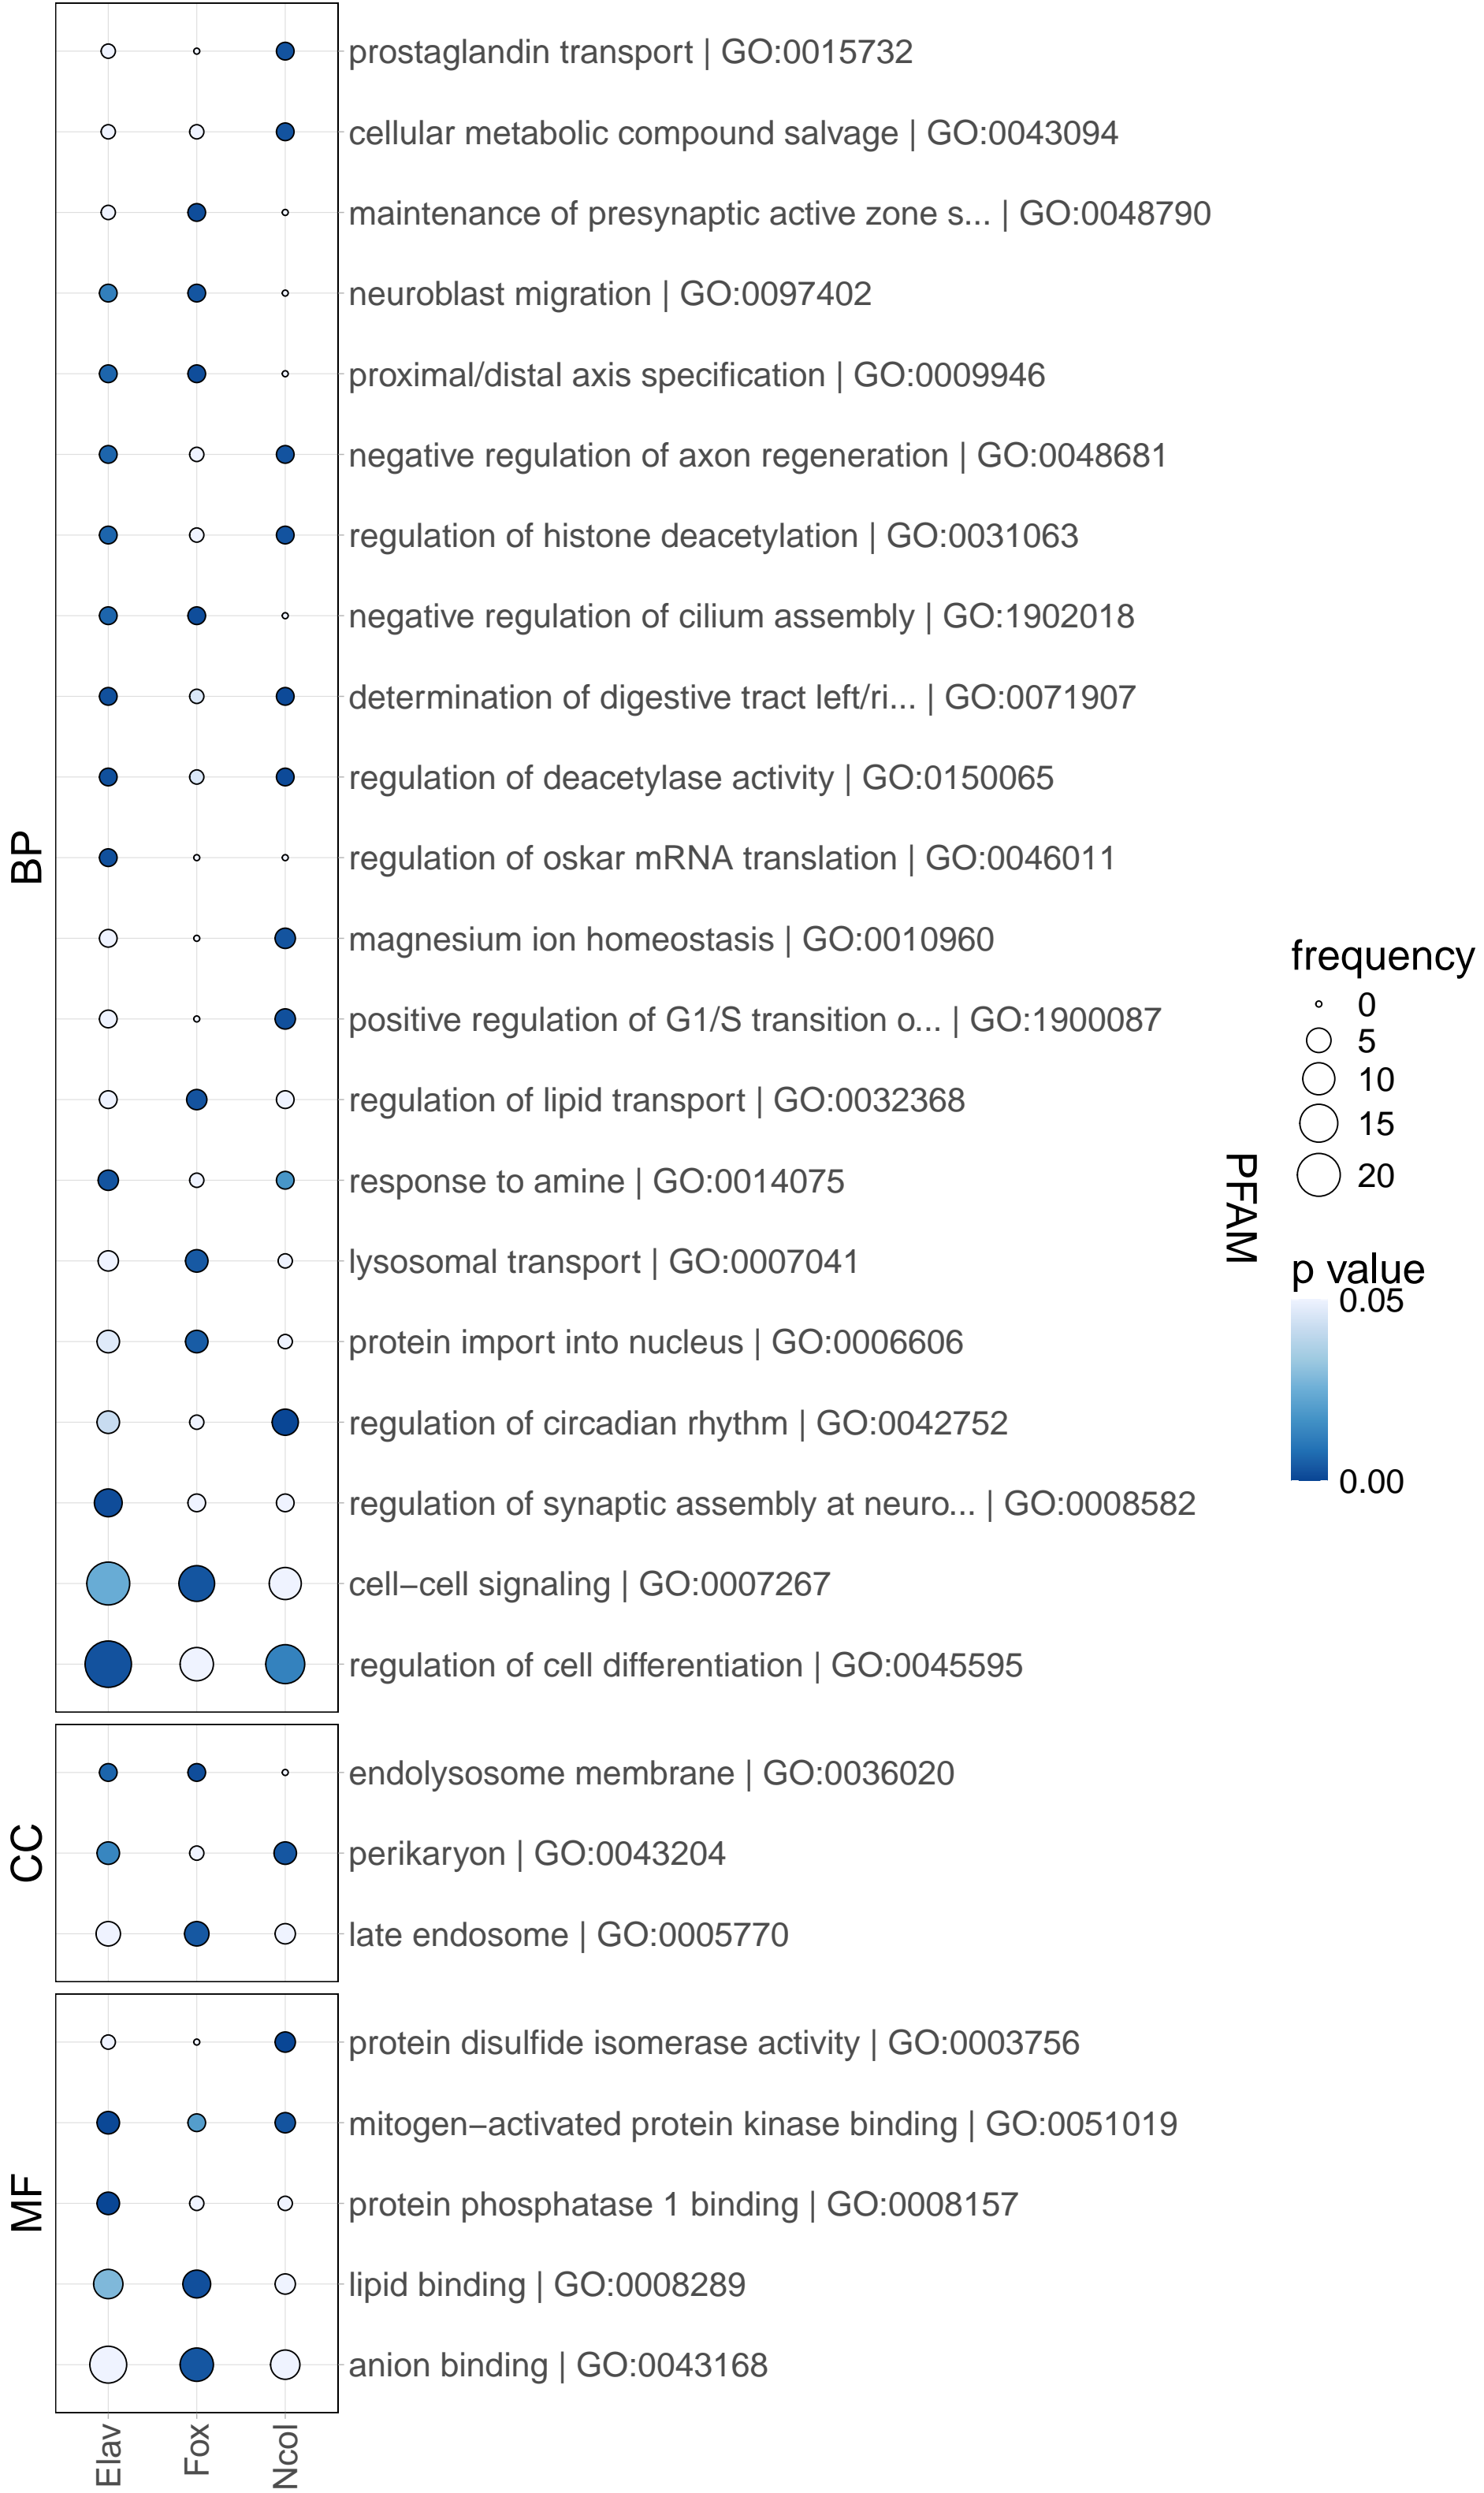 BP
prostaglandin transport | GO:0015732
cellular metabolic compound salvage | GO:0043094
maintenance of presynaptic active zone s... | GO:0048790
neuroblast migration | GO:0097402
proximal/distal axis specification | GO:0009946
negative regulation of axon regeneration | GO:0048681
regulation of histone deacetylation | GO:0031063
negative regulation of cilium assembly | GO:1902018
determination of digestive tract left/ri... | GO:0071907
regulation of deacetylase activity | GO:0150065
regulation of oskar mRNA translation | GO:0046011
magnesium ion homeostasis | GO:0010960
positive regulation of G1/S transition o... | GO:1900087
regulation of lipid transport | GO:0032368
response to amine | GO:0014075
lysosomal transport | GO:0007041
protein import into nucleus | GO:0006606
regulation of circadian rhythm | GO:0042752
regulation of synaptic assembly at neuro... | GO:0008582
cell−cell signaling | GO:0007267
regulation of cell differentiation | GO:0045595
CC
endolysosome membrane | GO:0036020
perikaryon | GO:0043204
late endosome | GO:0005770
MF
protein disulfide isomerase activity | GO:0003756
mitogen−activated protein kinase binding | GO:0051019
protein phosphatase 1 binding | GO:0008157
lipid binding | GO:0008289
anion binding | GO:0043168
Elav
Fox
Ncol
PFAM
frequency
0
5
10
15
20
p value
0.05
0.00